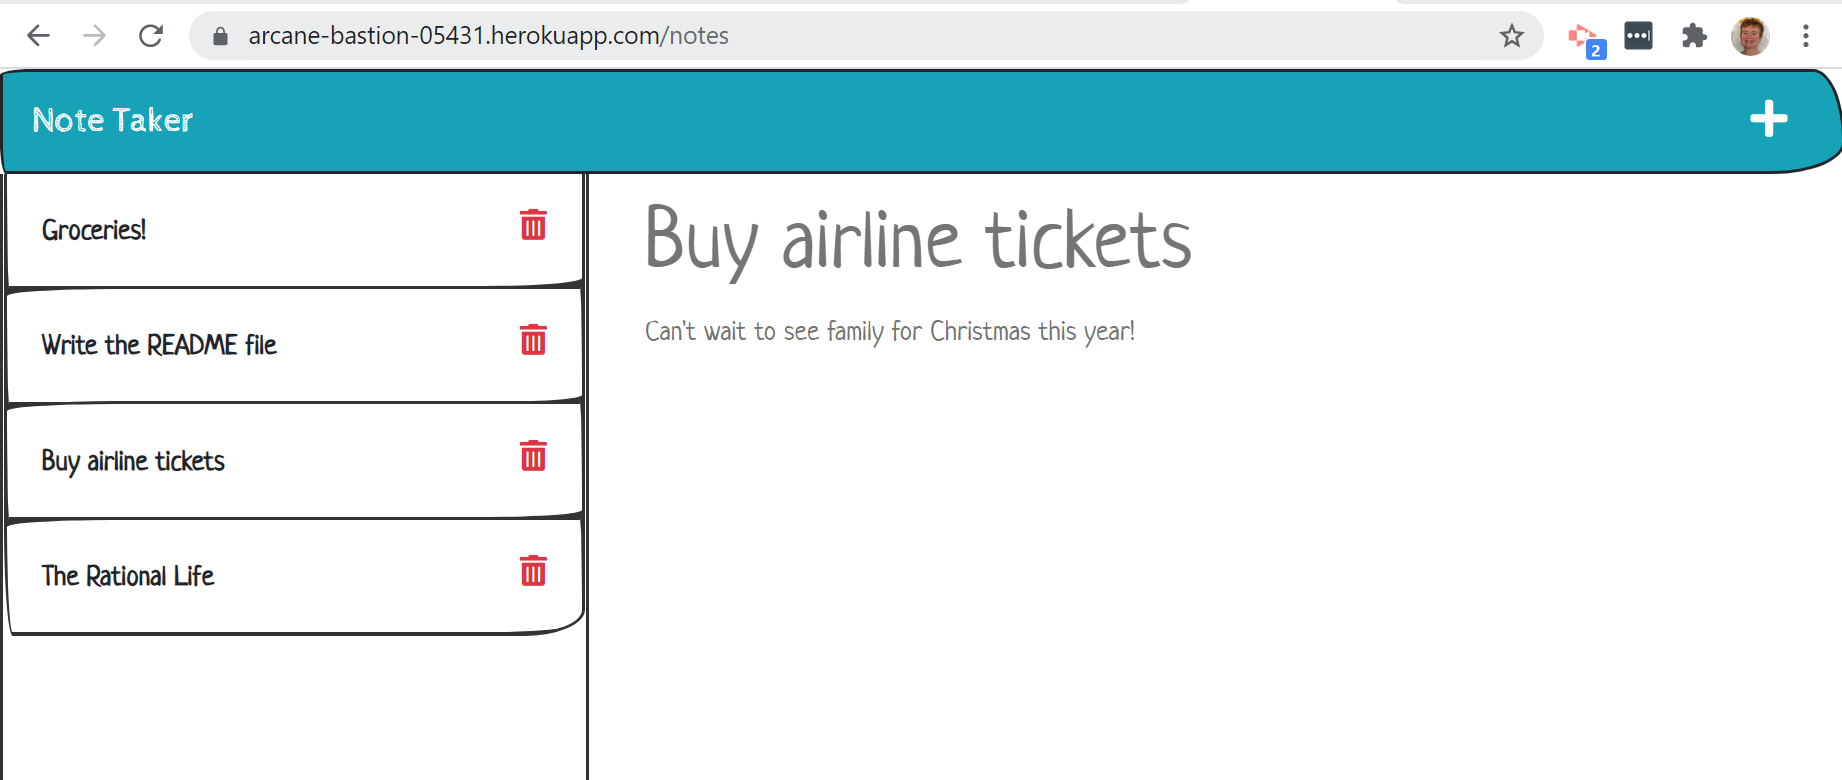 arcane-bastion-05431.herokuapp.com/notes
2
Note Taker
Groceries!
Write the README file
Buy airline tickets
The Rational Life
Buy airline tickets
Can't wait to see family for Christmas this year!